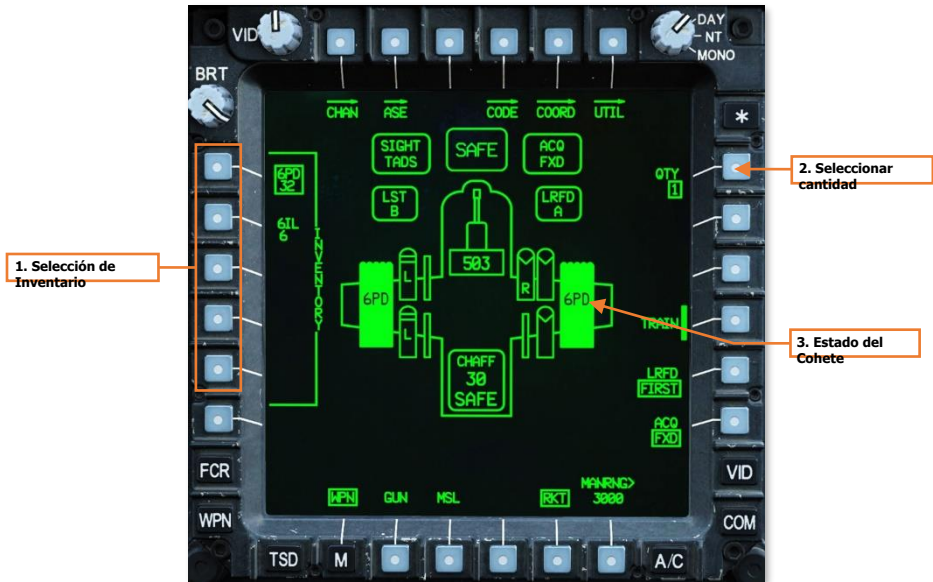 VID
DAY
NT
MONO
BRT
CHAN
ASE
CODE
COORD
UTIL
*
SIGHT
TADS
SAFE
ACQ
FXD
6PD
32
QTY
1
2. Seleccionar
cantidad
LST
B
LRFD
A
6IL
6
INVENTORY
1. Selección de
Inventario
503
L
R
6PD
6PD
L
TRAIN
3. Estado del
Cohete
CHAFF
30
SAFE
LRFD
FIRST
ACQ
FXD
FCR
VID
MANRNG>
3000
WPN
GUN
MSL
RKT
WPN
COM
TSD
M
A/C